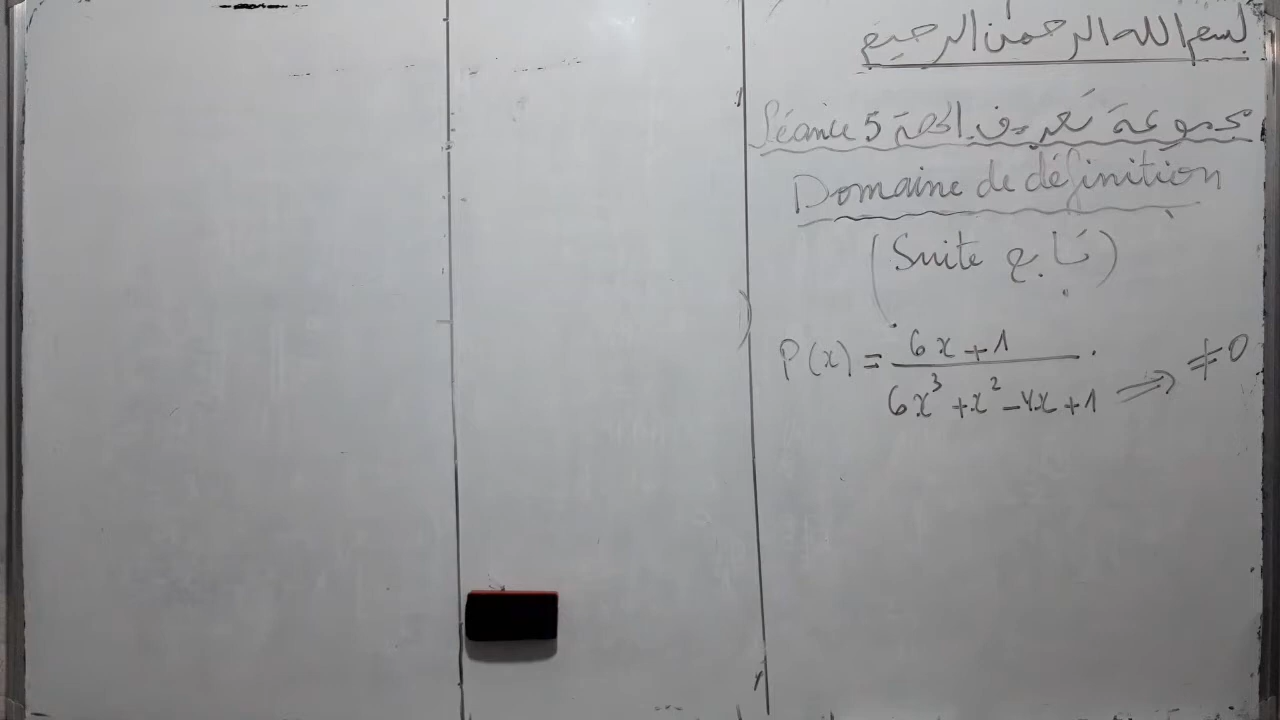 بسم الله الرحمن الرحيم
مجموعة تعريف الحصة 5 Séance
Domaine de définition
(Suite تابع)
P(x) = 6x + 1 / 6x³ + x² - 4x + 1 ⇒ ≠ 0